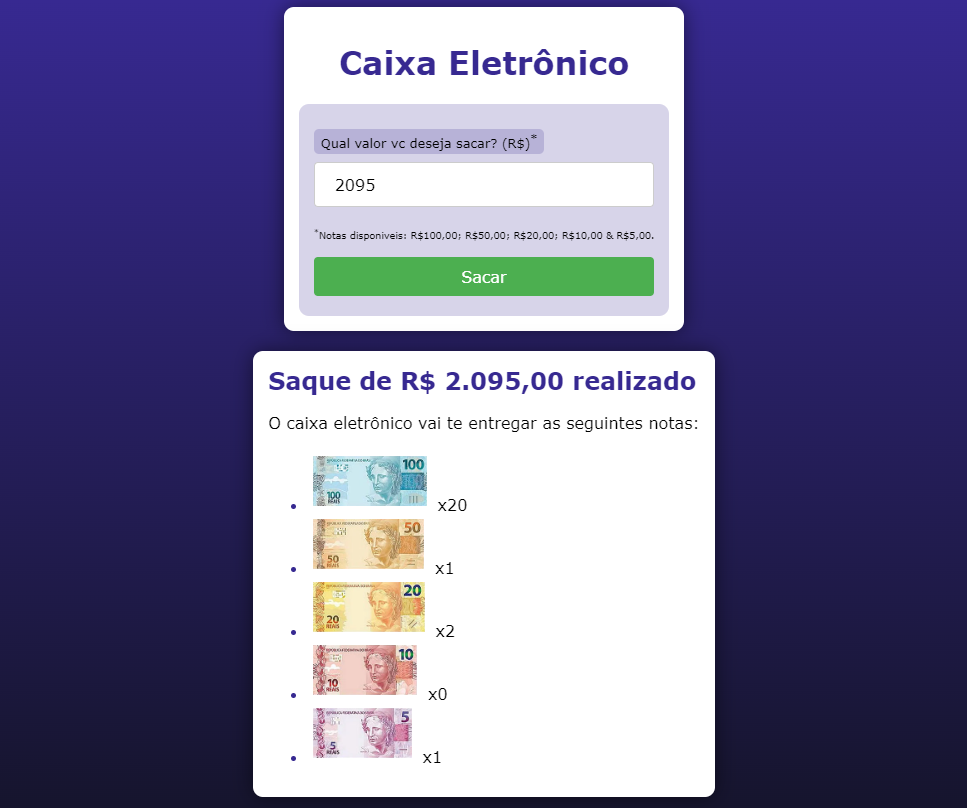 Caixa Eletrônico
Qual valor vc deseja sacar? (R$)*
2095
*Notas disponiveis: R$100,00; R$50,00; R$20,00; R$10,00 & R$5,00.
Sacar
Saque de R$ 2.095,00 realizado
O caixa eletrônico vai te entregar as seguintes notas:
100
100
REAIS
x20
50
50
REAIS
x1
20
20
REAIS
x2
10
10
REAIS
x0
5
5
REAIS
x1